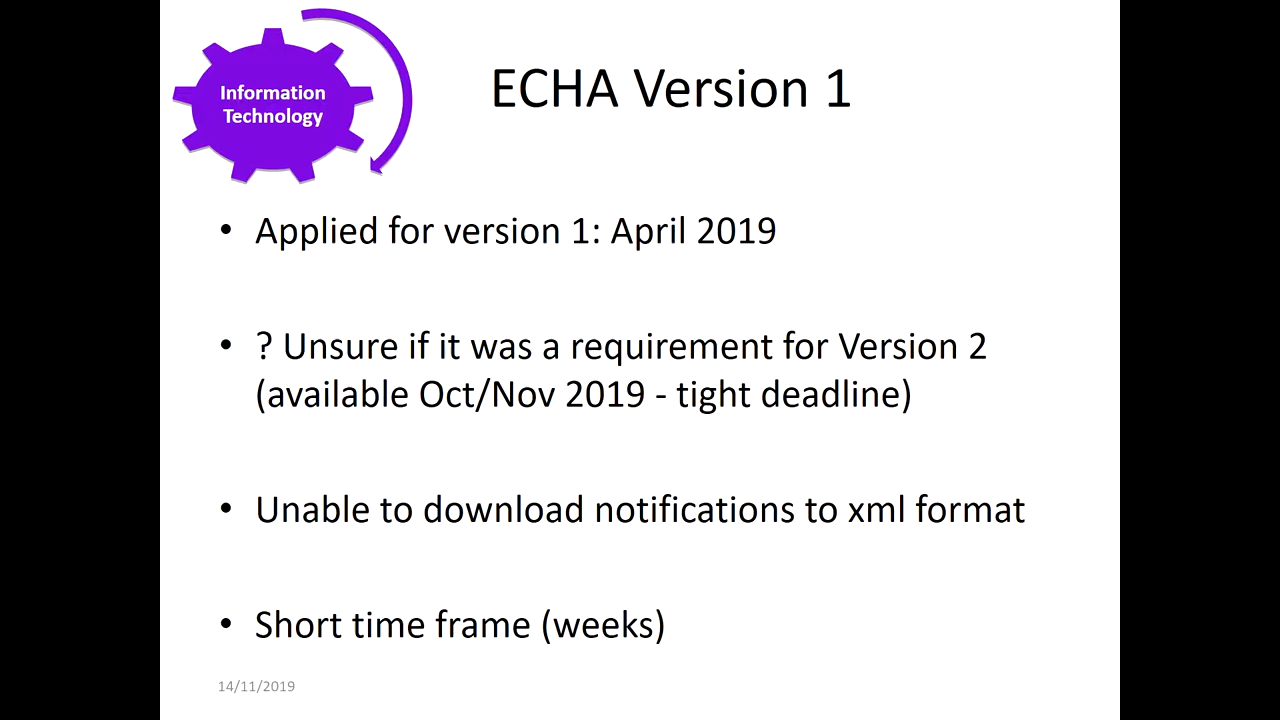 Information
Technology
ECHA Version 1
• Applied for version 1: April 2019
• ? Unsure if it was a requirement for Version 2
(available Oct/Nov 2019 - tight deadline)
• Unable to download notifications to xml format
• Short time frame (weeks)
14/11/2019